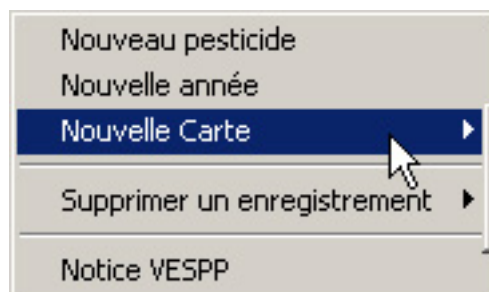 Nouveau pesticide
Nouvelle année
Nouvelle Carte
Supprimer un enregistrement
Notice VESPP